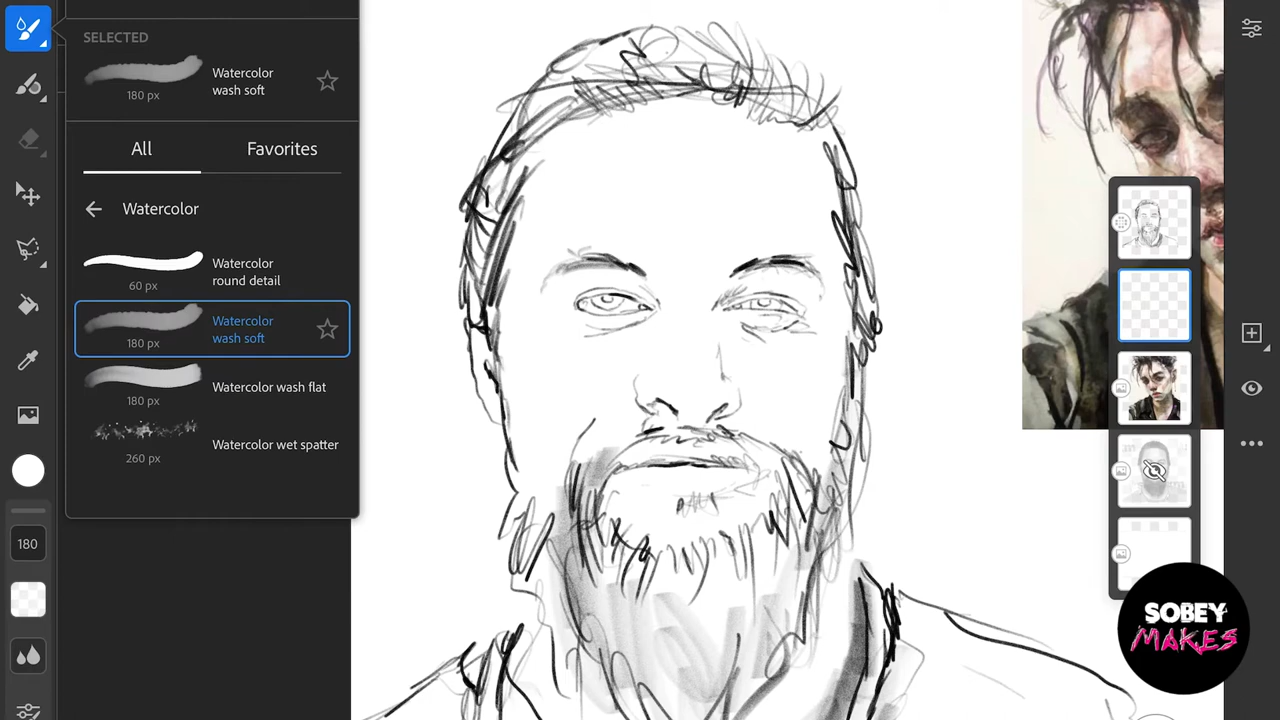 SELECTED
Watercolor
wash soft
180 px
All
Favorites
Watercolor
Watercolor
round detail
60 px
Watercolor
wash soft
180 px
Watercolor wash flat
180 px
Watercolor wet spatter
260 px
180
SOBEY
MAKES